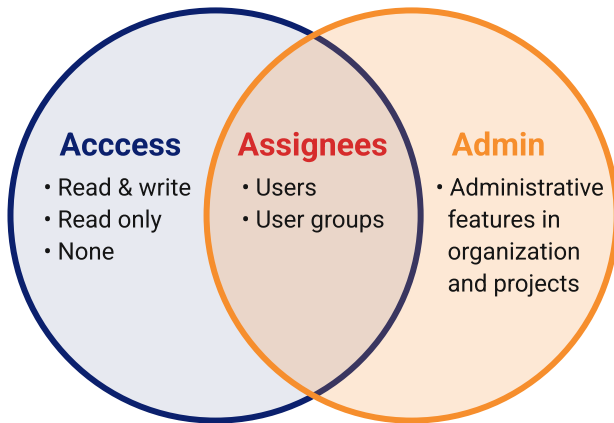 Acccess
• Read & write
• Read only
• None
Assignees
• Users
• User groups
Admin
• Administrative
features in
organization
and projects